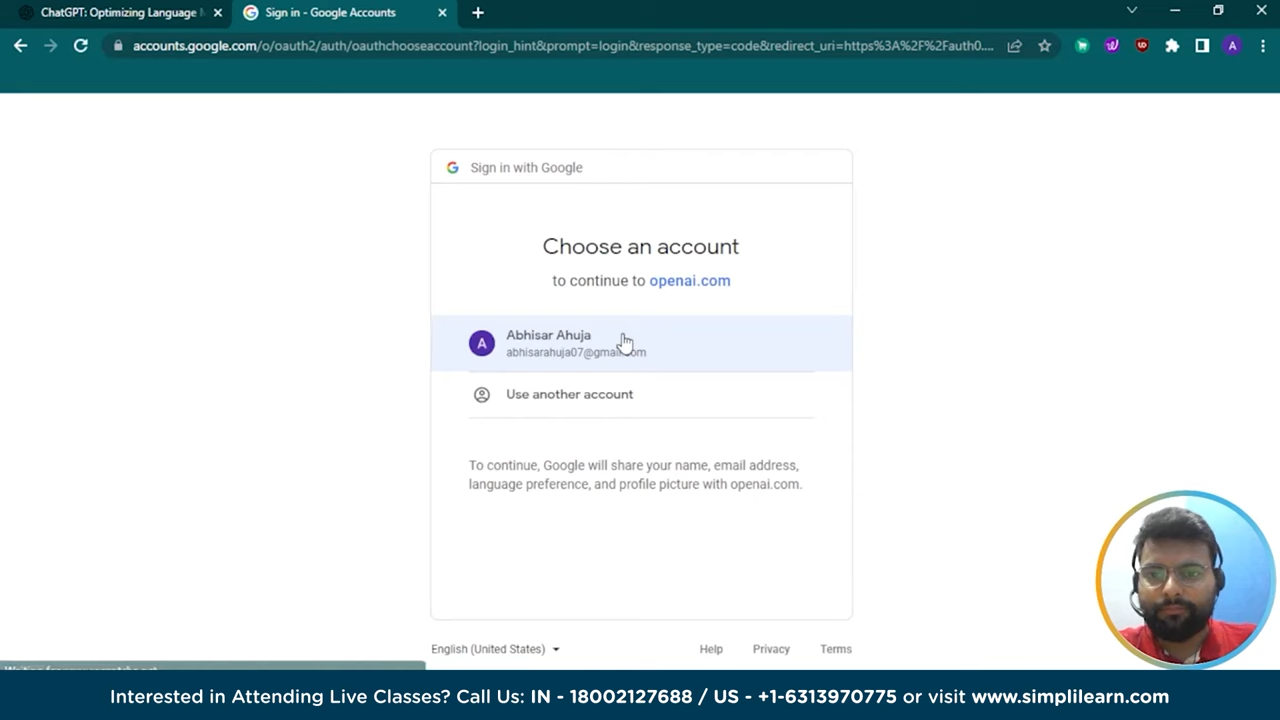 ChatGPT: Optimizing Language M
Sign in - Google Accounts
accounts.google.com/o/oauth2/auth/oauthchooseaccount?login_hint&prompt=login&response_type=code&redirect_uri=https%3A%2F%2Fauth0....
A
Sign in with Google
Choose an account
to continue to openai.com
A
Abhisar Ahuja
abhisarahuja07@gmail.com
Use another account
To continue, Google will share your name, email address,
language preference, and profile picture with openai.com.
English (United States)
Help
Privacy
Terms
Interested in Attending Live Classes? Call Us: IN - 18002127688 / US - +1-6313970775 or visit www.simplilearn.com